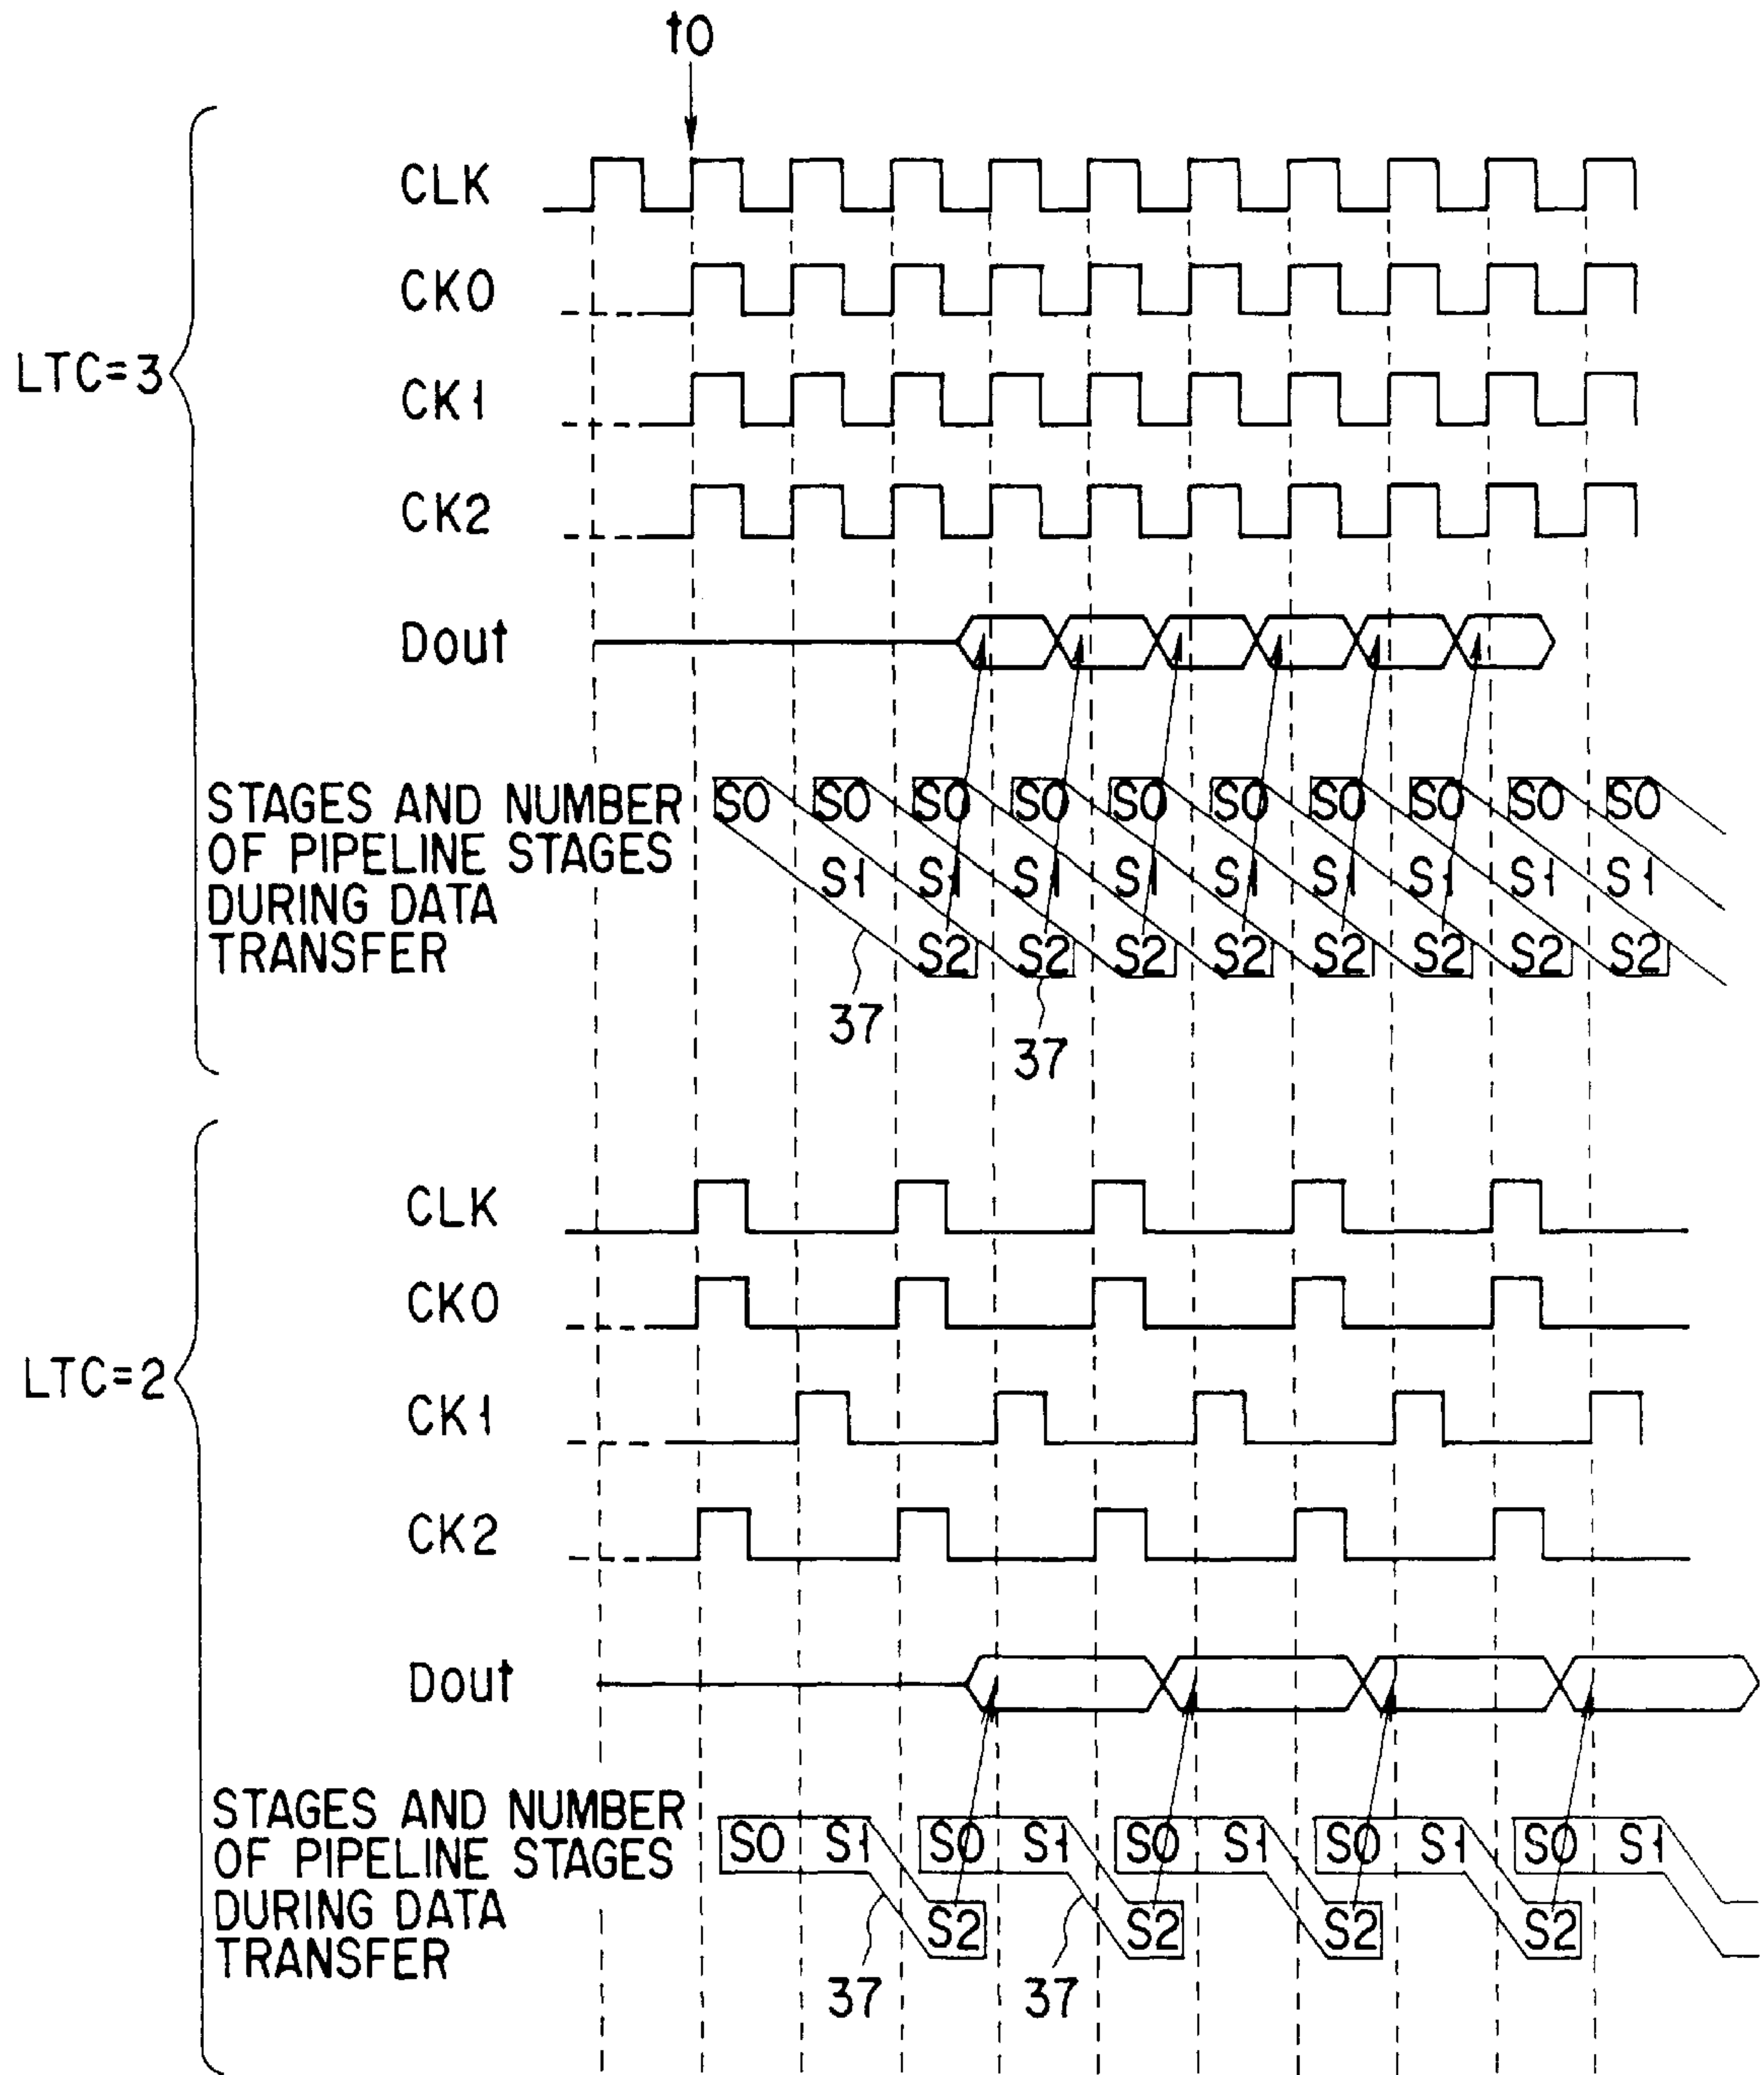 t0
CLK
CK0
LTC=3
CK1
CK2
Dout
STAGES AND NUMBER
OF PIPELINE STAGES
DURING DATA
TRANSFER
S0 S0 S0 S0 S0 S0 S0 S0 S0 S0
S1 S1 S1 S1 S1 S1 S1 S1 S1
S2 S2 S2 S2 S2 S2 S2 S2
37
37
CLK
CK0
LTC=2
CK1
CK2
Dout
STAGES AND NUMBER
OF PIPELINE STAGES
DURING DATA
TRANSFER
S0 S1 S0 S1 S0 S1 S0 S1 S0 S1
S2 S2 S2 S2
37 37